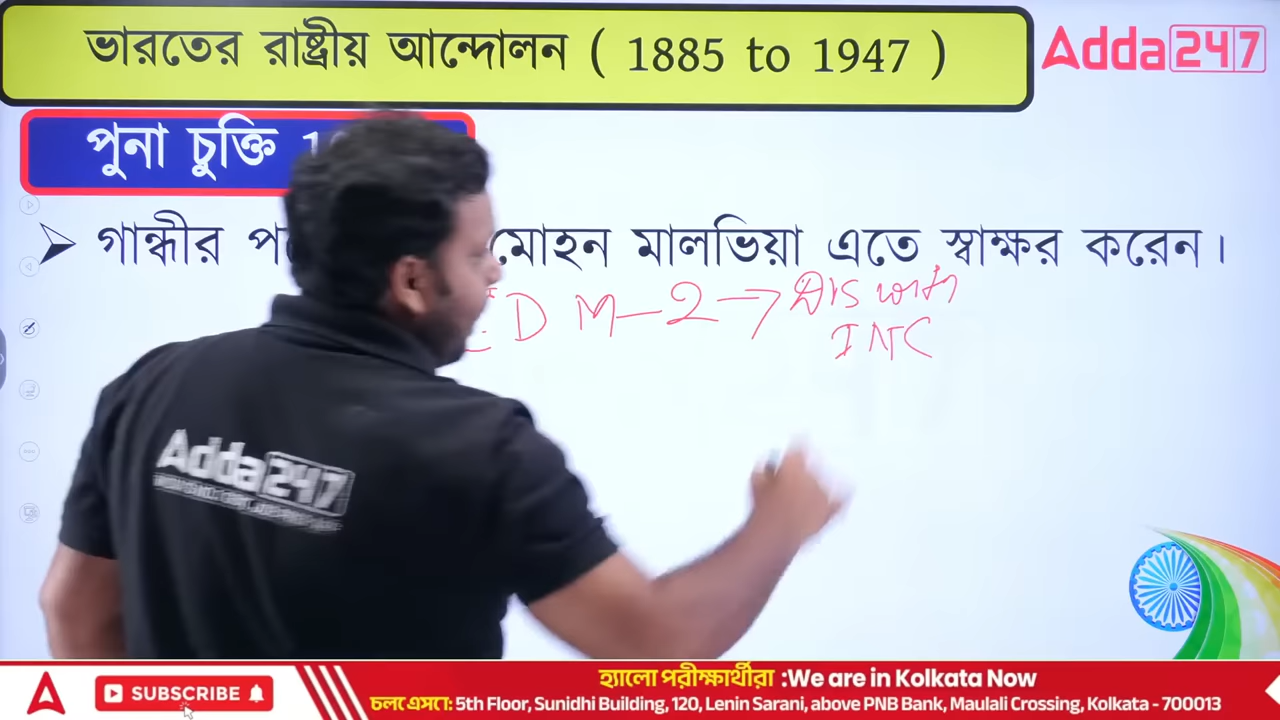 ভারতের রাষ্ট্রীয় আন্দোলন ( 1885 to 1947 )
Adda247
পুনা চুক্তি
গান্ধীর মোহন মালভিয়া এতে স্বাক্ষর করেন।
D M-2 → Dis with
INC
Adda247
SUBSCRIBE
হ্যালো পরীক্ষার্থীরা :We are in Kolkata Now
চলে এসো: 5th Floor, Sunidhi Building, 120, Lenin Sarani, above PNB Bank, Maulali Crossing, Kolkata - 700013